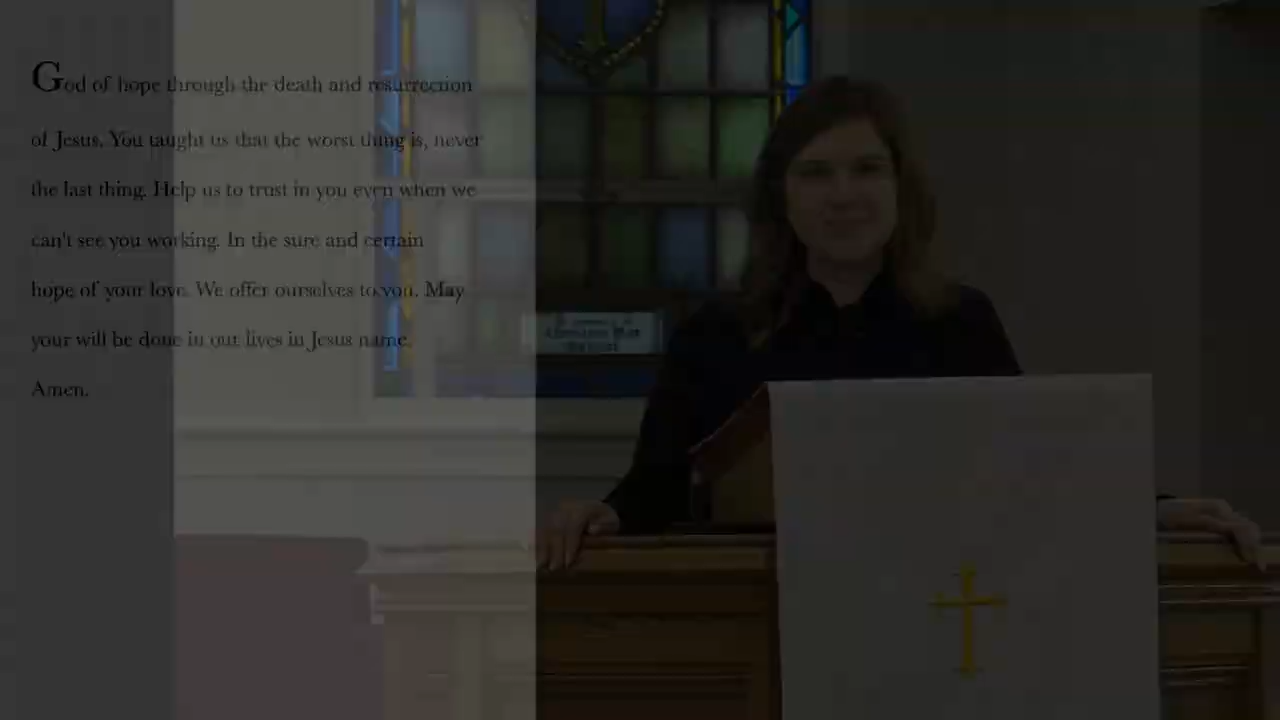 God of hope through the death and resurrection
of Jesus. You taught us that the worst thing is, never
the last thing. Help us to trust in you even when we
can't see you working. In the sure and certain
hope of your love. We offer ourselves to you. May
your will be done in our lives in Jesus name.
Amen.